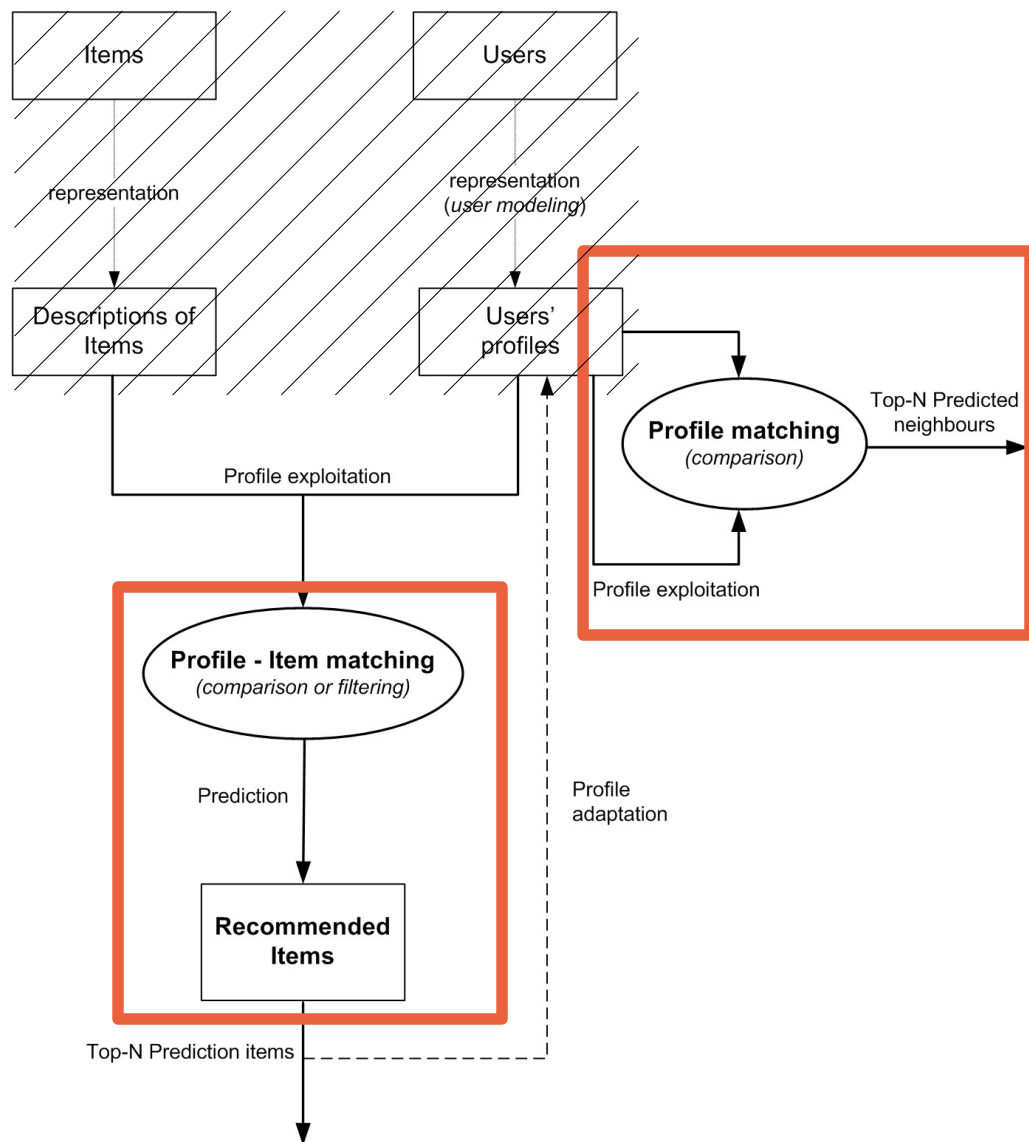 Items
Users
representation
representation
(user modeling)
Descriptions of
Items
Users'
profiles
Top-N Predicted
neighbours
Profile matching
(comparison)
Profile exploitation
Profile exploitation
Profile - Item matching
(comparison or filtering)
Prediction
Profile
adaptation
Recommended
Items
Top-N Prediction items